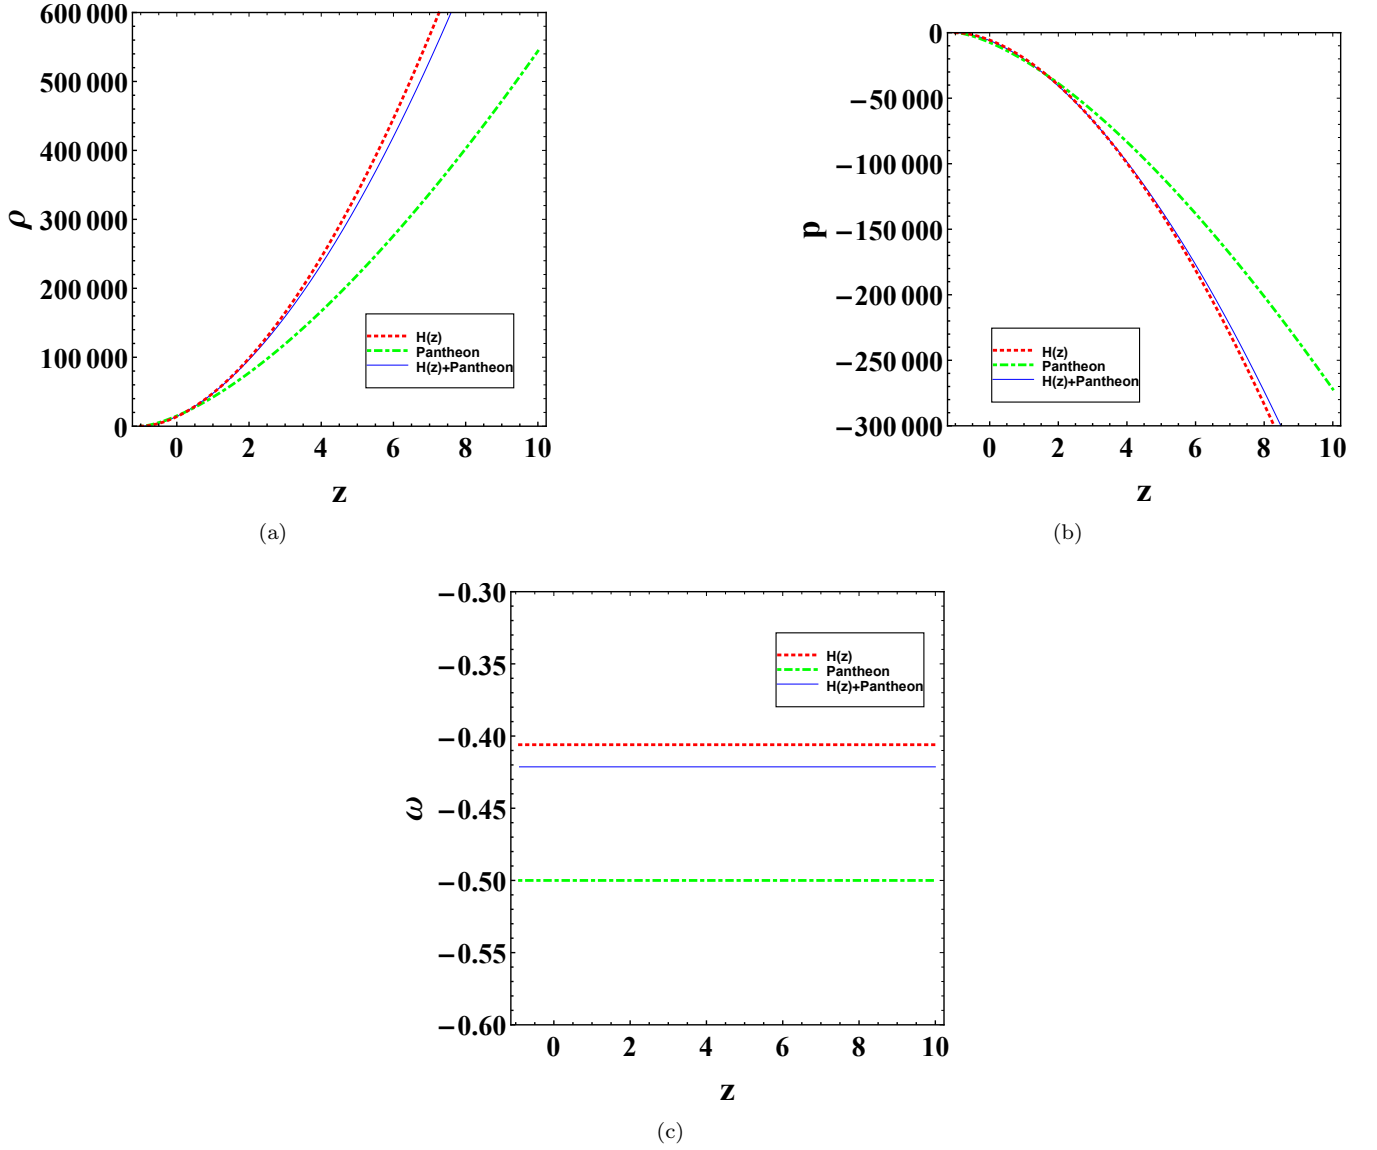 600 000
500 000
400 000
300 000
200 000
100 000
0
ρ
0 2 4 6 8 10
z
H(z)
Pantheon
H(z)+Pantheon
(a)
0
−50 000
−100 000
−150 000
−200 000
−250 000
−300 000
p
0 2 4 6 8 10
z
H(z)
Pantheon
H(z)+Pantheon
(b)
−0.30
−0.35
−0.40
−0.45
−0.50
−0.55
−0.60
ω
0 2 4 6 8 10
z
H(z)
Pantheon
H(z)+Pantheon
(c)